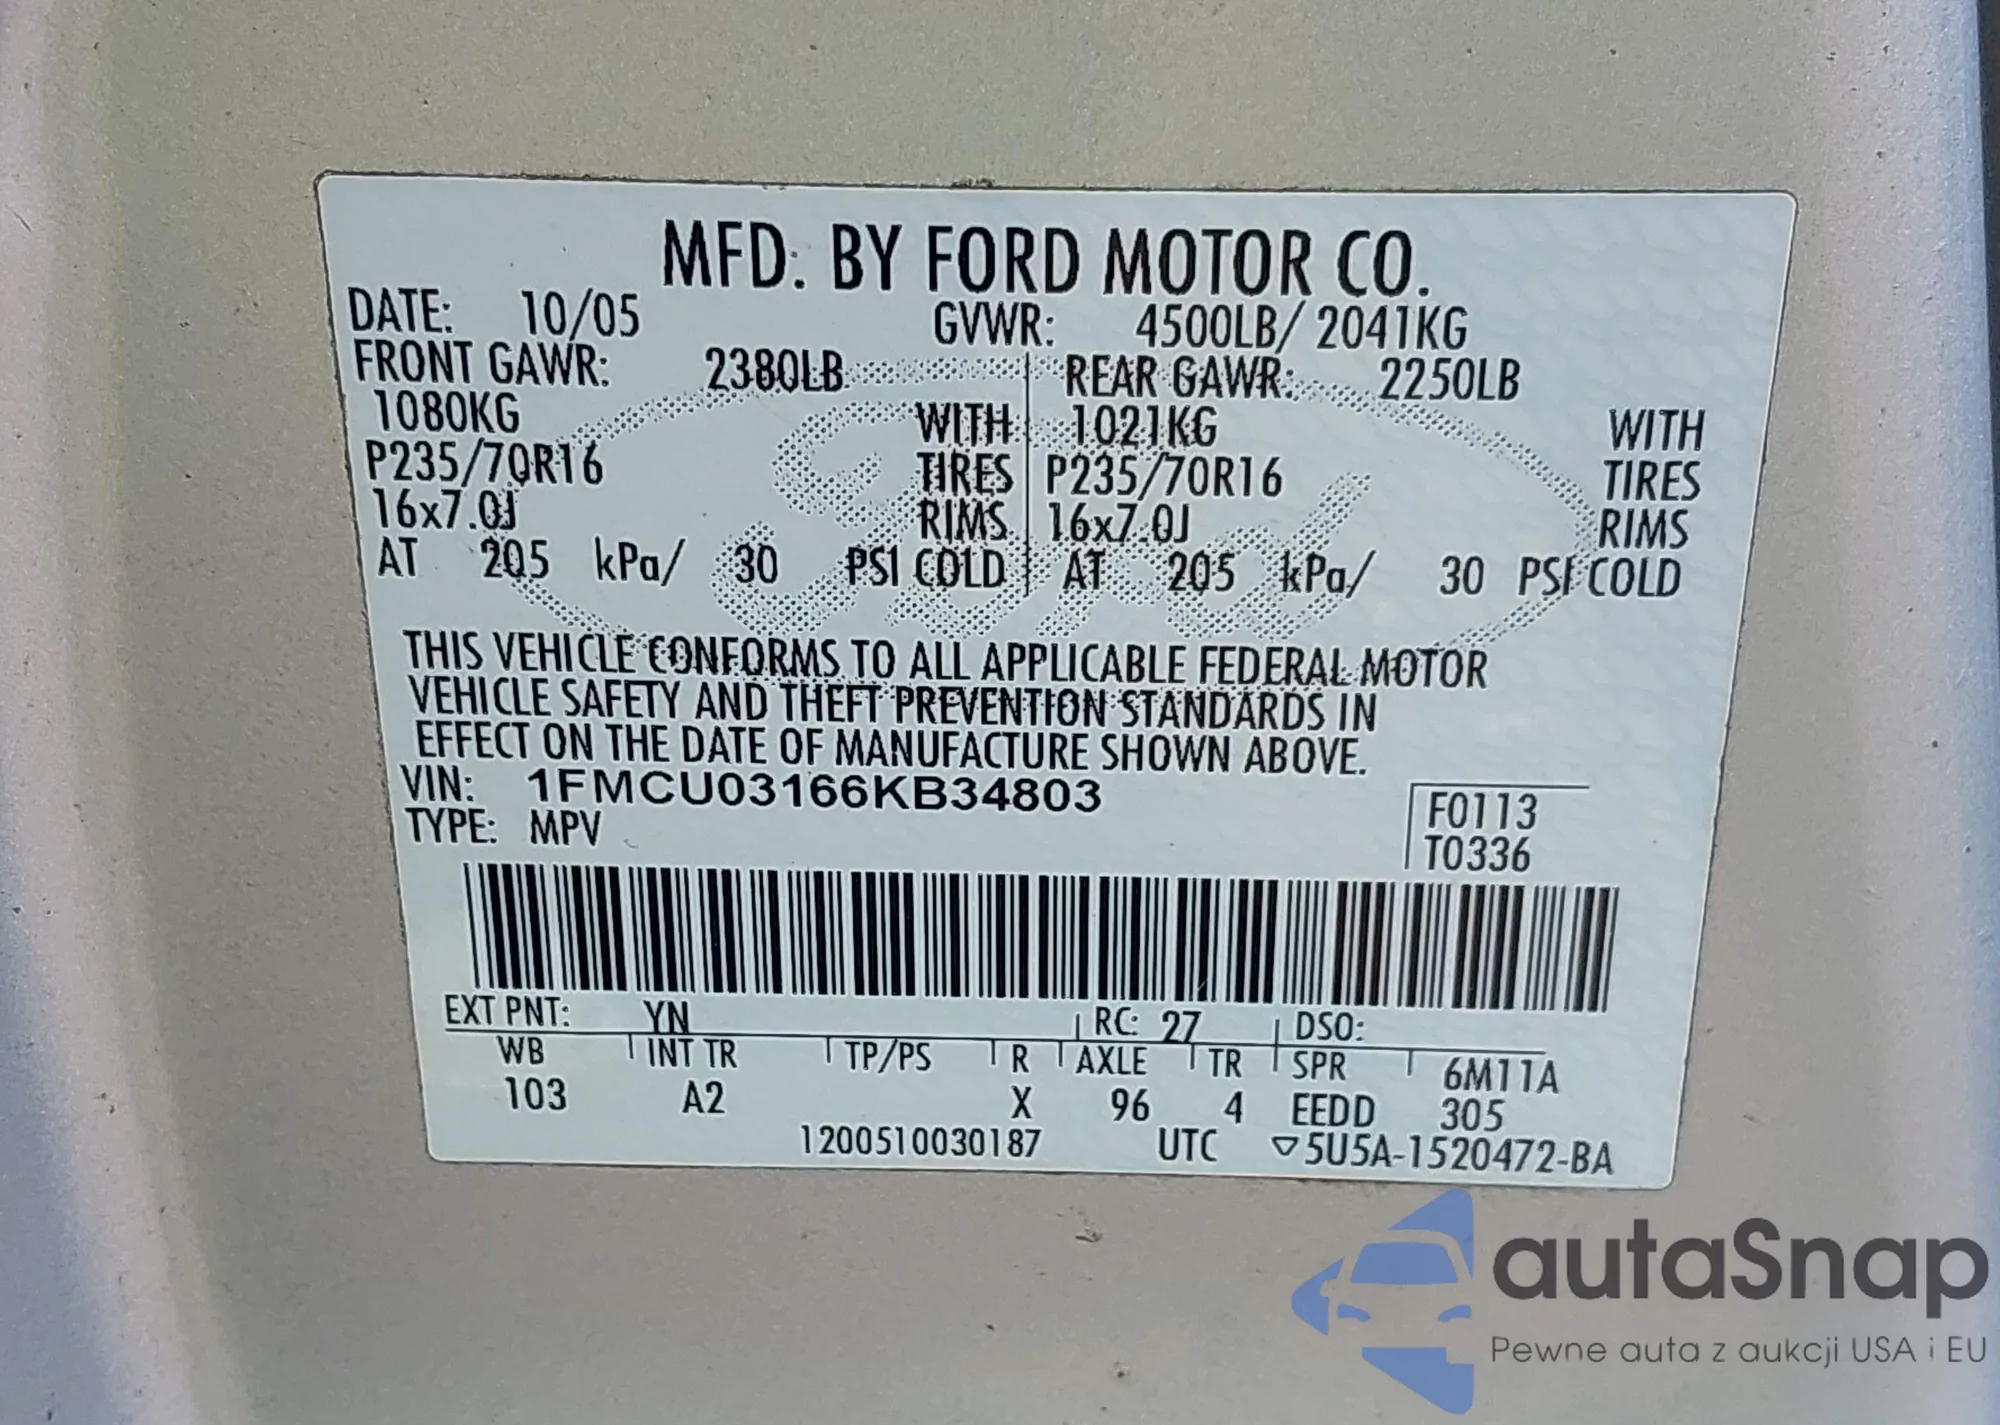 MFD. BY FORD MOTOR CO.
DATE: 10/05 GVWR: 4500LB/ 2041KG
FRONT GAWR: 2380LB REAR GAWR: 2250LB
1080KG WITH 1021KG WITH
P235/70R16 TIRES P235/70R16 TIRES
16x7.0J RIMS 16x7.0J RIMS
AT 205 kPa/ 30 PSI COLD AT 205 kPa/ 30 PSI COLD
Ford
THIS VEHICLE CONFORMS TO ALL APPLICABLE FEDERAL MOTOR
VEHICLE SAFETY AND THEFT PREVENTION STANDARDS IN
EFFECT ON THE DATE OF MANUFACTURE SHOWN ABOVE.
VIN: 1FMCU03166KB34803
TYPE: MPV
F0113
T0336
EXT PNT: YN RC: 27 DSO:
WB INT TR TP/PS R AXLE TR SPR 6M11A
103 A2 X 96 4 EEDD 305
1200510030187 UTC ▽5U5A-1520472-BA
autaSnap
Pewne auta z aukcji USA i EU